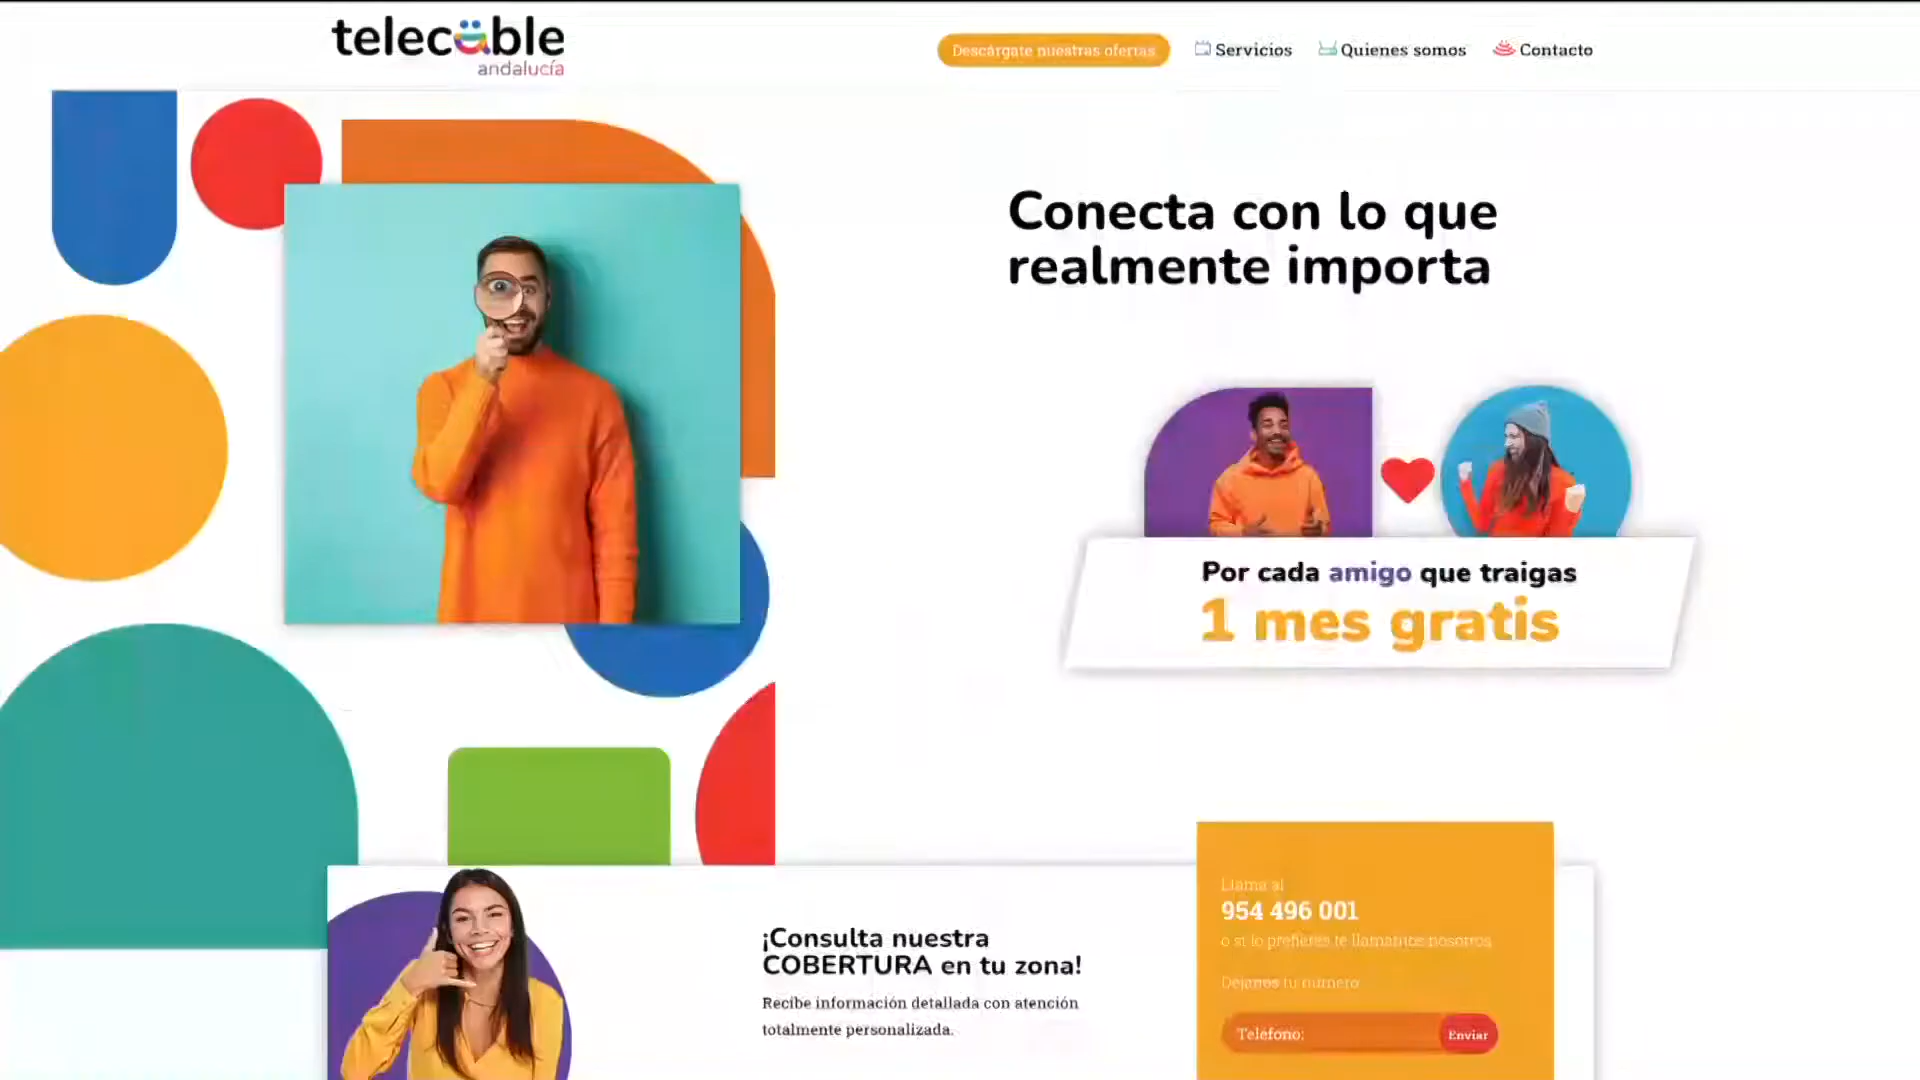 telecable
andalucía
Descárgate nuestras ofertas
Servicios
Quienes somos
Contacto
Conecta con lo que
realmente importa
Por cada amigo que traigas
1 mes gratis
¡Consulta nuestra
COBERTURA en tu zona!
Recibe información detallada con atención
totalmente personalizada.
Llama al
954 496 001
o si lo prefieres te llamamos nosotros
Dejanos tu número
Teléfono:
Enviar